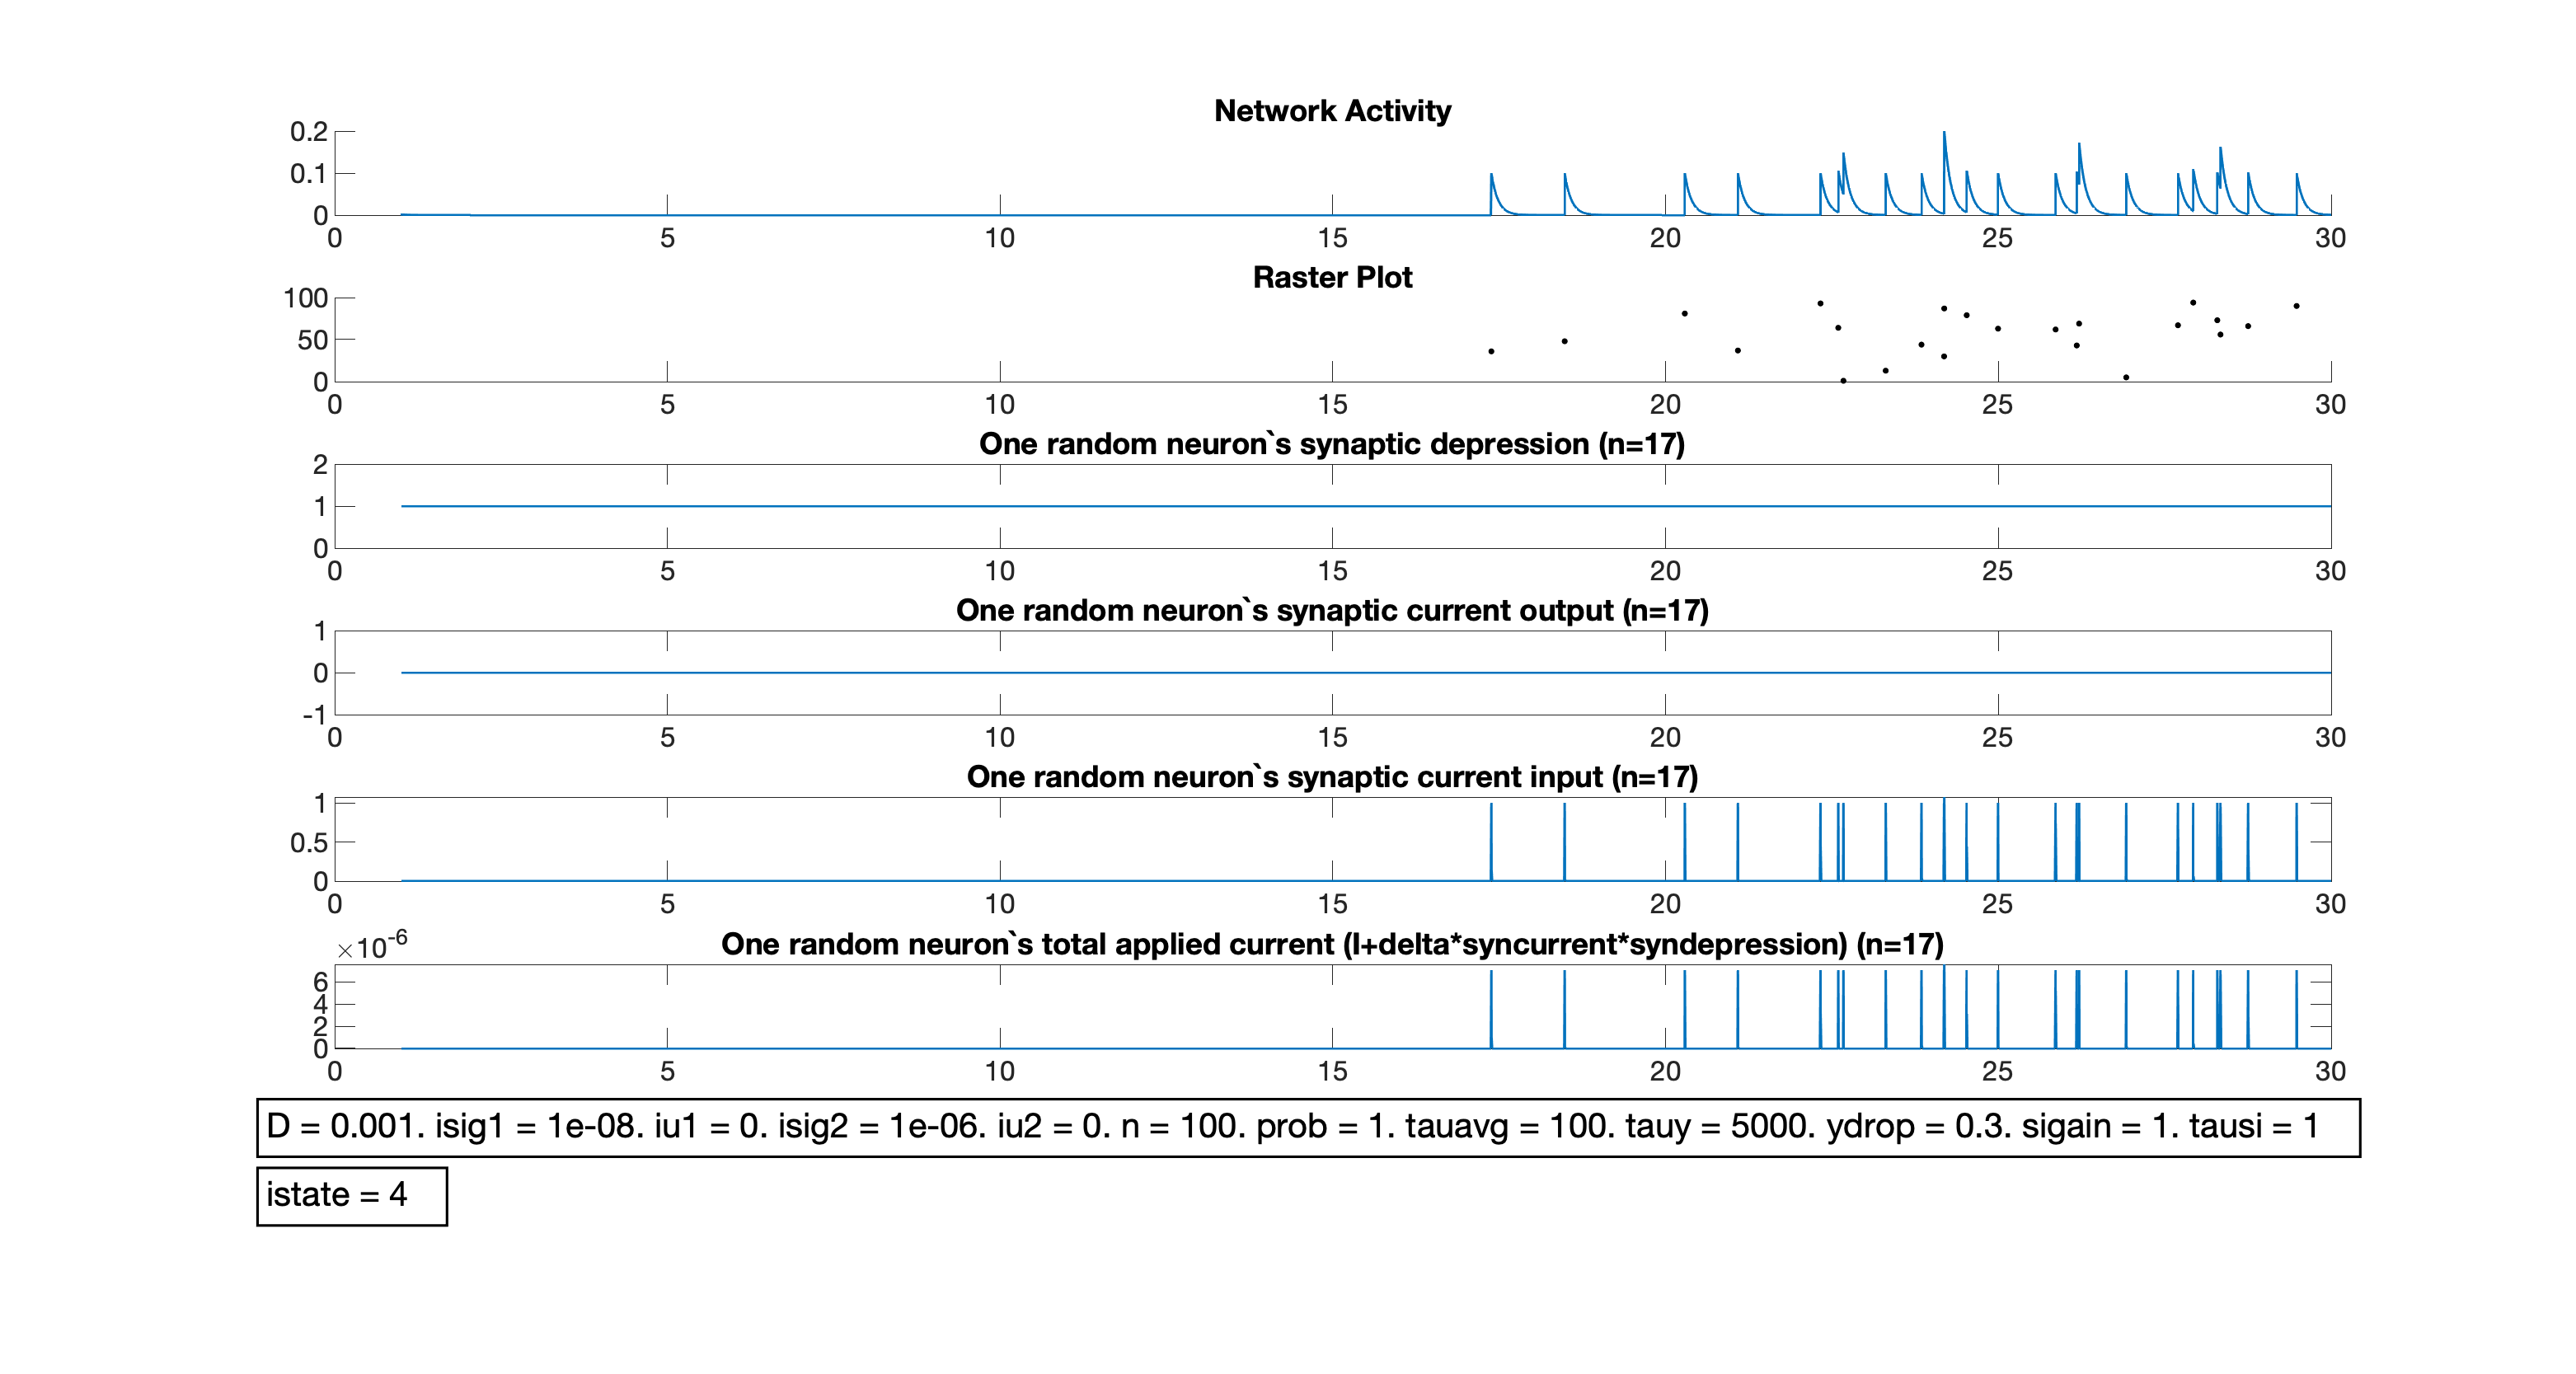 Network Activity
0.2
0.1
0
0 5 10 15 20 25 30
Raster Plot
100
50
0
0 5 10 15 20 25 30
One random neuron`s synaptic depression (n=17)
2
1
0
0 5 10 15 20 25 30
One random neuron`s synaptic current output (n=17)
1
0
-1
0 5 10 15 20 25 30
One random neuron`s synaptic current input (n=17)
1
0.5
0
0 5 10 15 20 25 30
×10-6 One random neuron`s total applied current (I+delta*syncurrent*syndepression) (n=17)
6
4
2
0
0 5 10 15 20 25 30
D = 0.001. isig1 = 1e-08. iu1 = 0. isig2 = 1e-06. iu2 = 0. n = 100. prob = 1. tauavg = 100. tauy = 5000. ydrop = 0.3. sigain = 1. tausi = 1
istate = 4